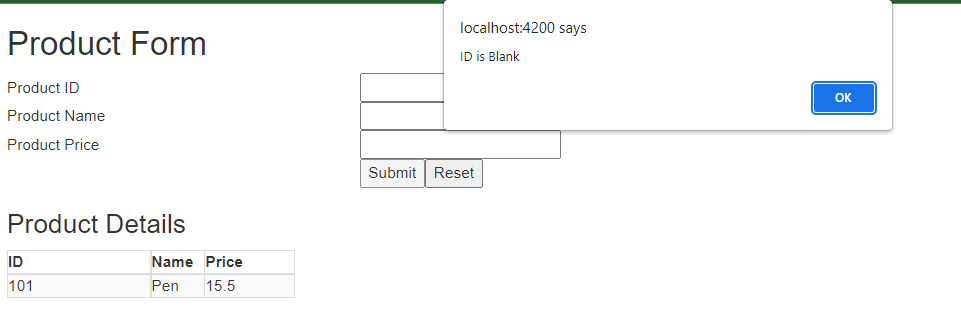 localhost:4200 says
Product Form
ID is Blank
Product ID
OK
Product Name
Product Price
Submit Reset
Product Details
ID Name Price
101 Pen 15.5